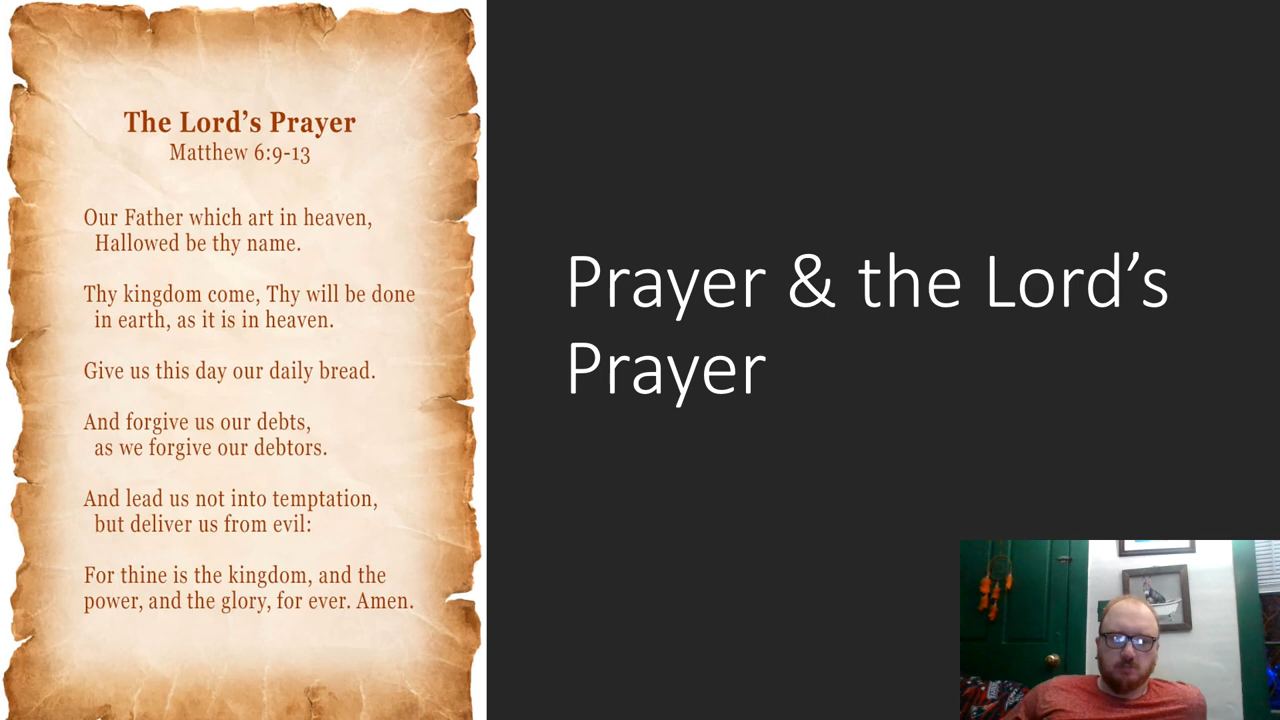 The Lord’s Prayer
Matthew 6:9-13
Our Father which art in heaven,
Hallowed be thy name.
Thy kingdom come, Thy will be done
in earth, as it is in heaven.
Give us this day our daily bread.
And forgive us our debts,
as we forgive our debtors.
And lead us not into temptation,
but deliver us from evil:
For thine is the kingdom, and the
power, and the glory, for ever. Amen.
Prayer & the Lord’s
Prayer